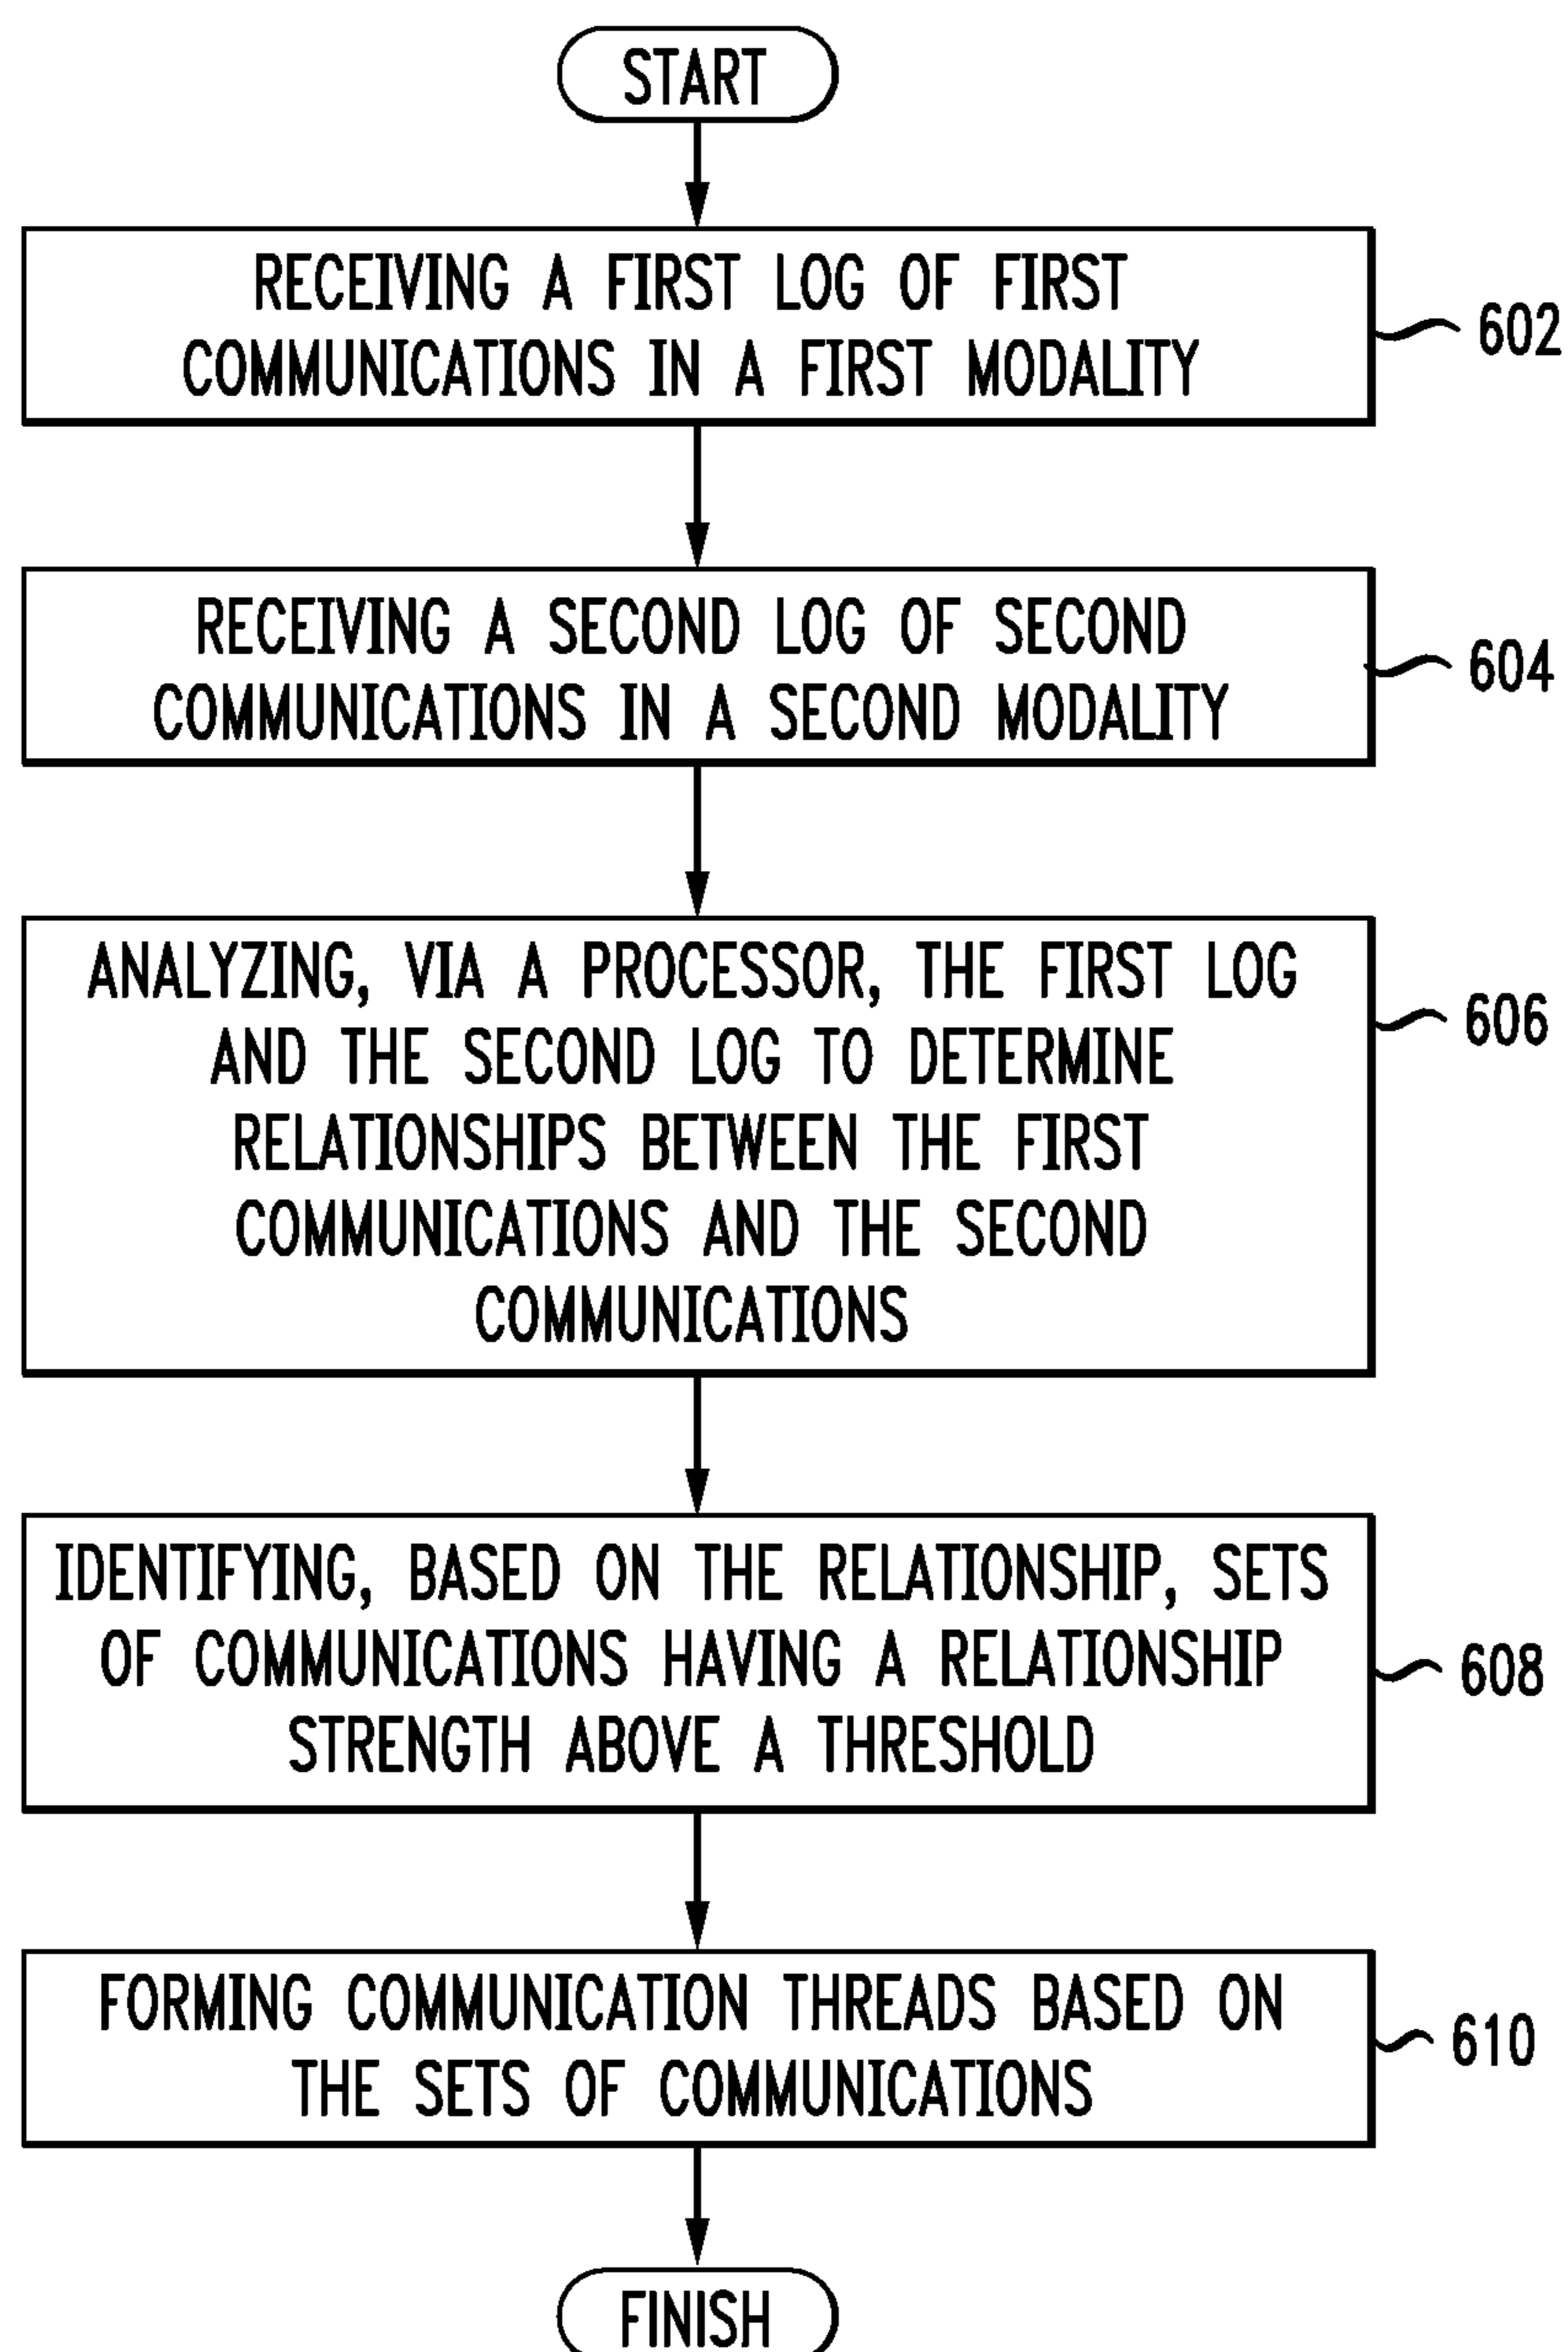 START
RECEIVING A FIRST LOG OF FIRST
COMMUNICATIONS IN A FIRST MODALITY
602
RECEIVING A SECOND LOG OF SECOND
COMMUNICATIONS IN A SECOND MODALITY
604
ANALYZING, VIA A PROCESSOR, THE FIRST LOG
AND THE SECOND LOG TO DETERMINE
RELATIONSHIPS BETWEEN THE FIRST
COMMUNICATIONS AND THE SECOND
COMMUNICATIONS
606
IDENTIFYING, BASED ON THE RELATIONSHIP, SETS
OF COMMUNICATIONS HAVING A RELATIONSHIP
STRENGTH ABOVE A THRESHOLD
608
FORMING COMMUNICATION THREADS BASED ON
THE SETS OF COMMUNICATIONS
610
FINISH